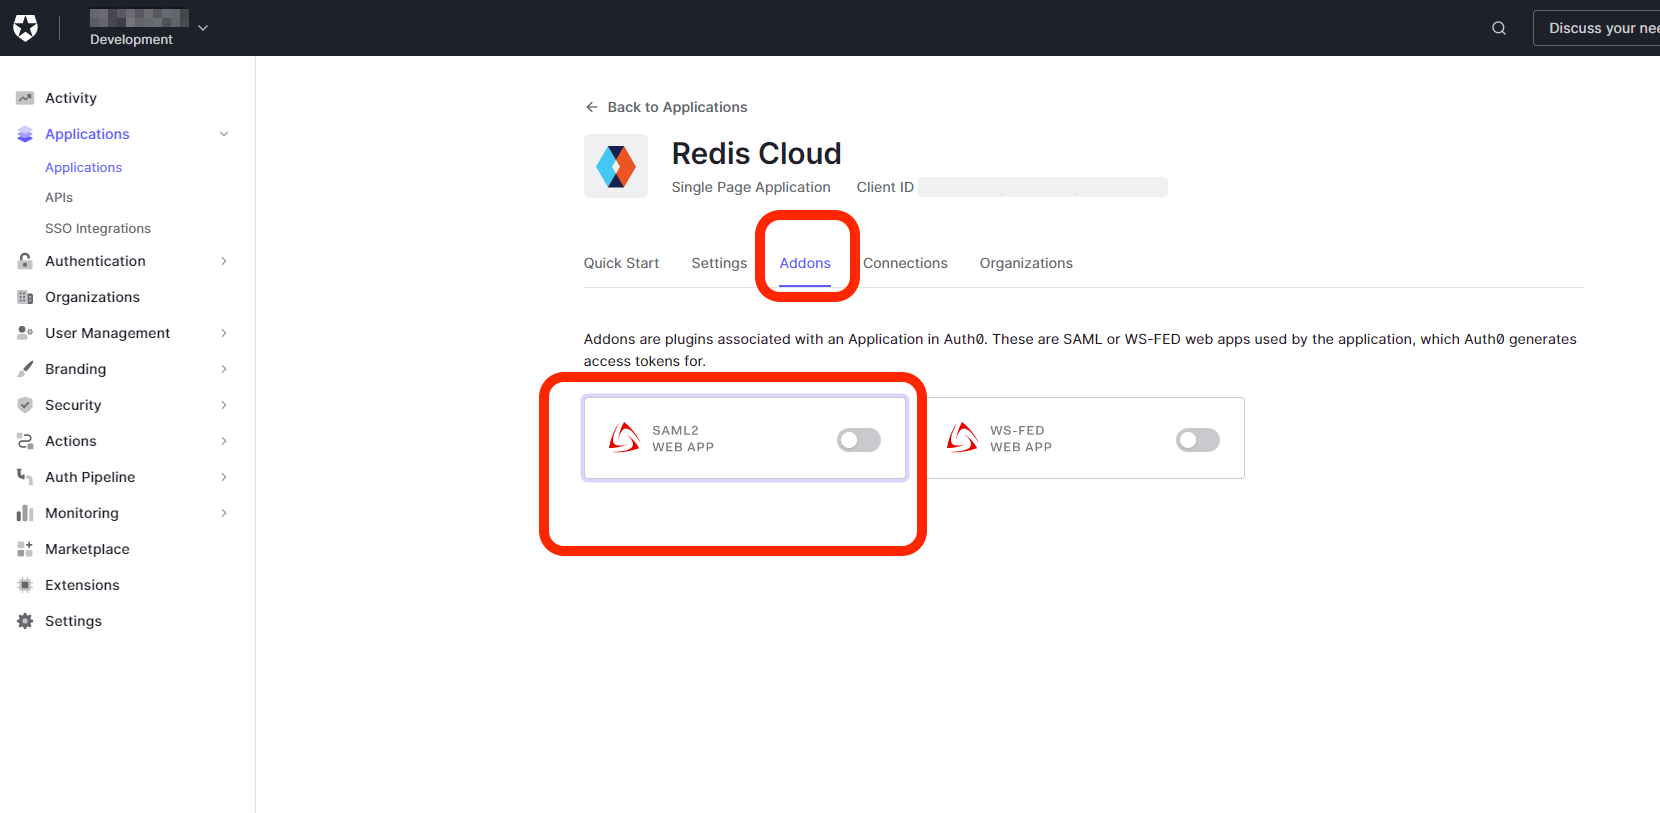 Development
Discuss your nee
Activity
Applications
Applications
APIs
SSO Integrations
Authentication
Organizations
User Management
Branding
Security
Actions
Auth Pipeline
Monitoring
Marketplace
Extensions
Settings
Back to Applications
Redis Cloud
Single Page Application Client ID
Quick Start Settings Addons Connections Organizations
Addons are plugins associated with an Application in Auth0. These are SAML or WS-FED web apps used by the application, which Auth0 generates
access tokens for.
SAML2
WEB APP
WS-FED
WEB APP